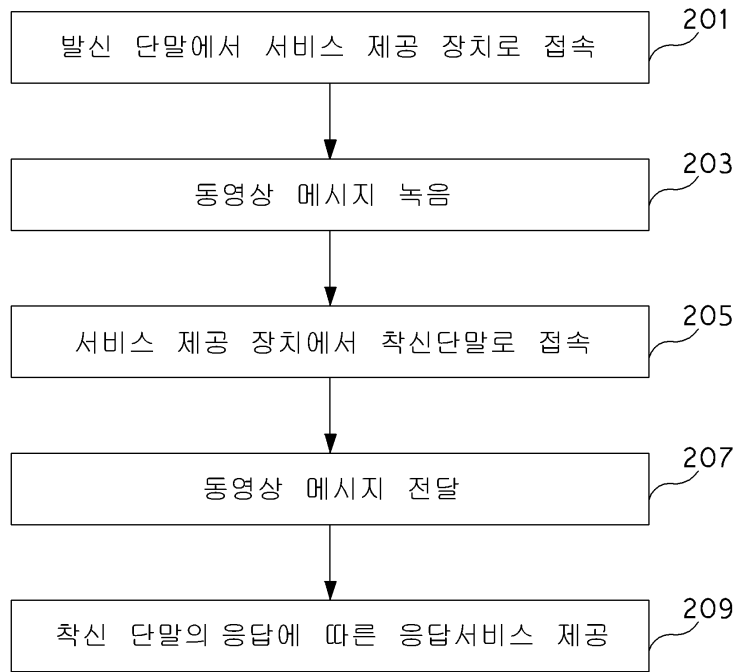 발신 단말에서 서비스 제공 장치로 접속
201
동영상 메시지 녹음
203
서비스 제공 장치에서 착신단말로 접속
205
동영상 메시지 전달
207
착신 단말의 응답에 따른 응답서비스 제공
209